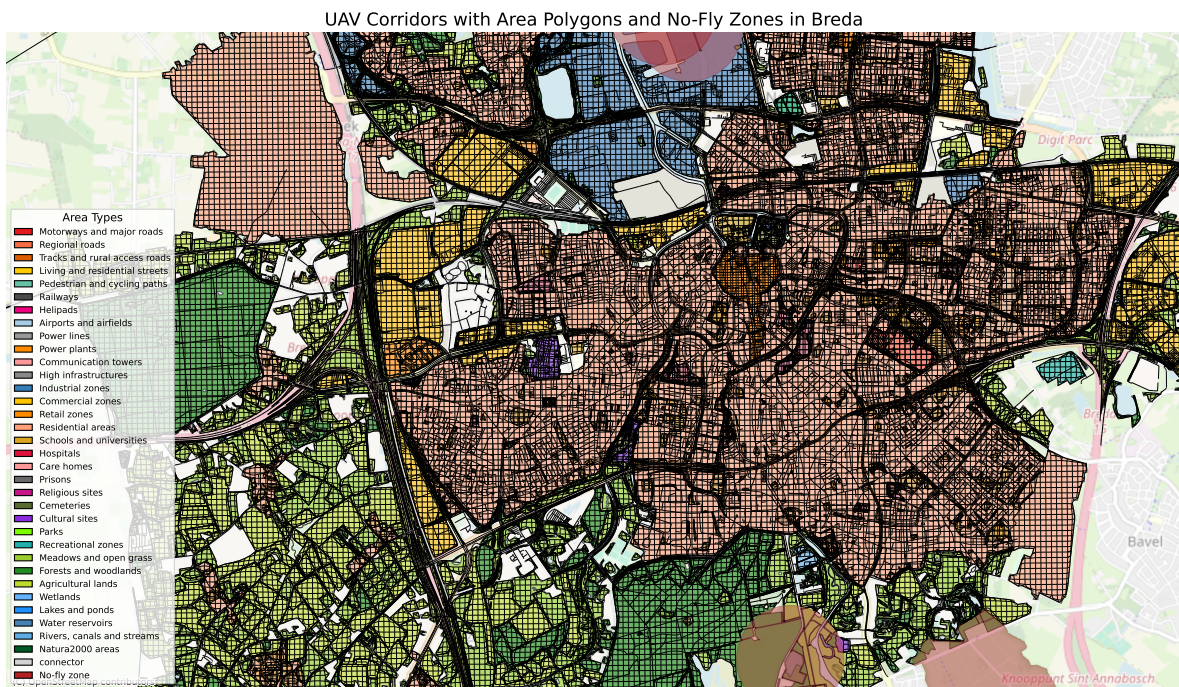 UAV Corridors with Area Polygons and No-Fly Zones in Breda
Digit Parc
Area Types
Motorways and major roads
Regional roads
Tracks and rural access roads
Living and residential streets
Pedestrian and cycling paths
Railways
Helipads
Airports and airfields
Power lines
Power plants
Communication towers
High infrastructures
Industrial zones
Commercial zones
Retail zones
Residential areas
Schools and universities
Hospitals
Care homes
Prisons
Religious sites
Cemeteries
Cultural sites
Parks
Recreational zones
Meadows and open grass
Forests and woodlands
Agricultural lands
Wetlands
Lakes and ponds
Water reservoirs
Rivers, canals and streams
Natura2000 areas
connector
No-fly zone
Bavel
Knooppunt Sint Annabosch
(C) OpenStreetMap contributors